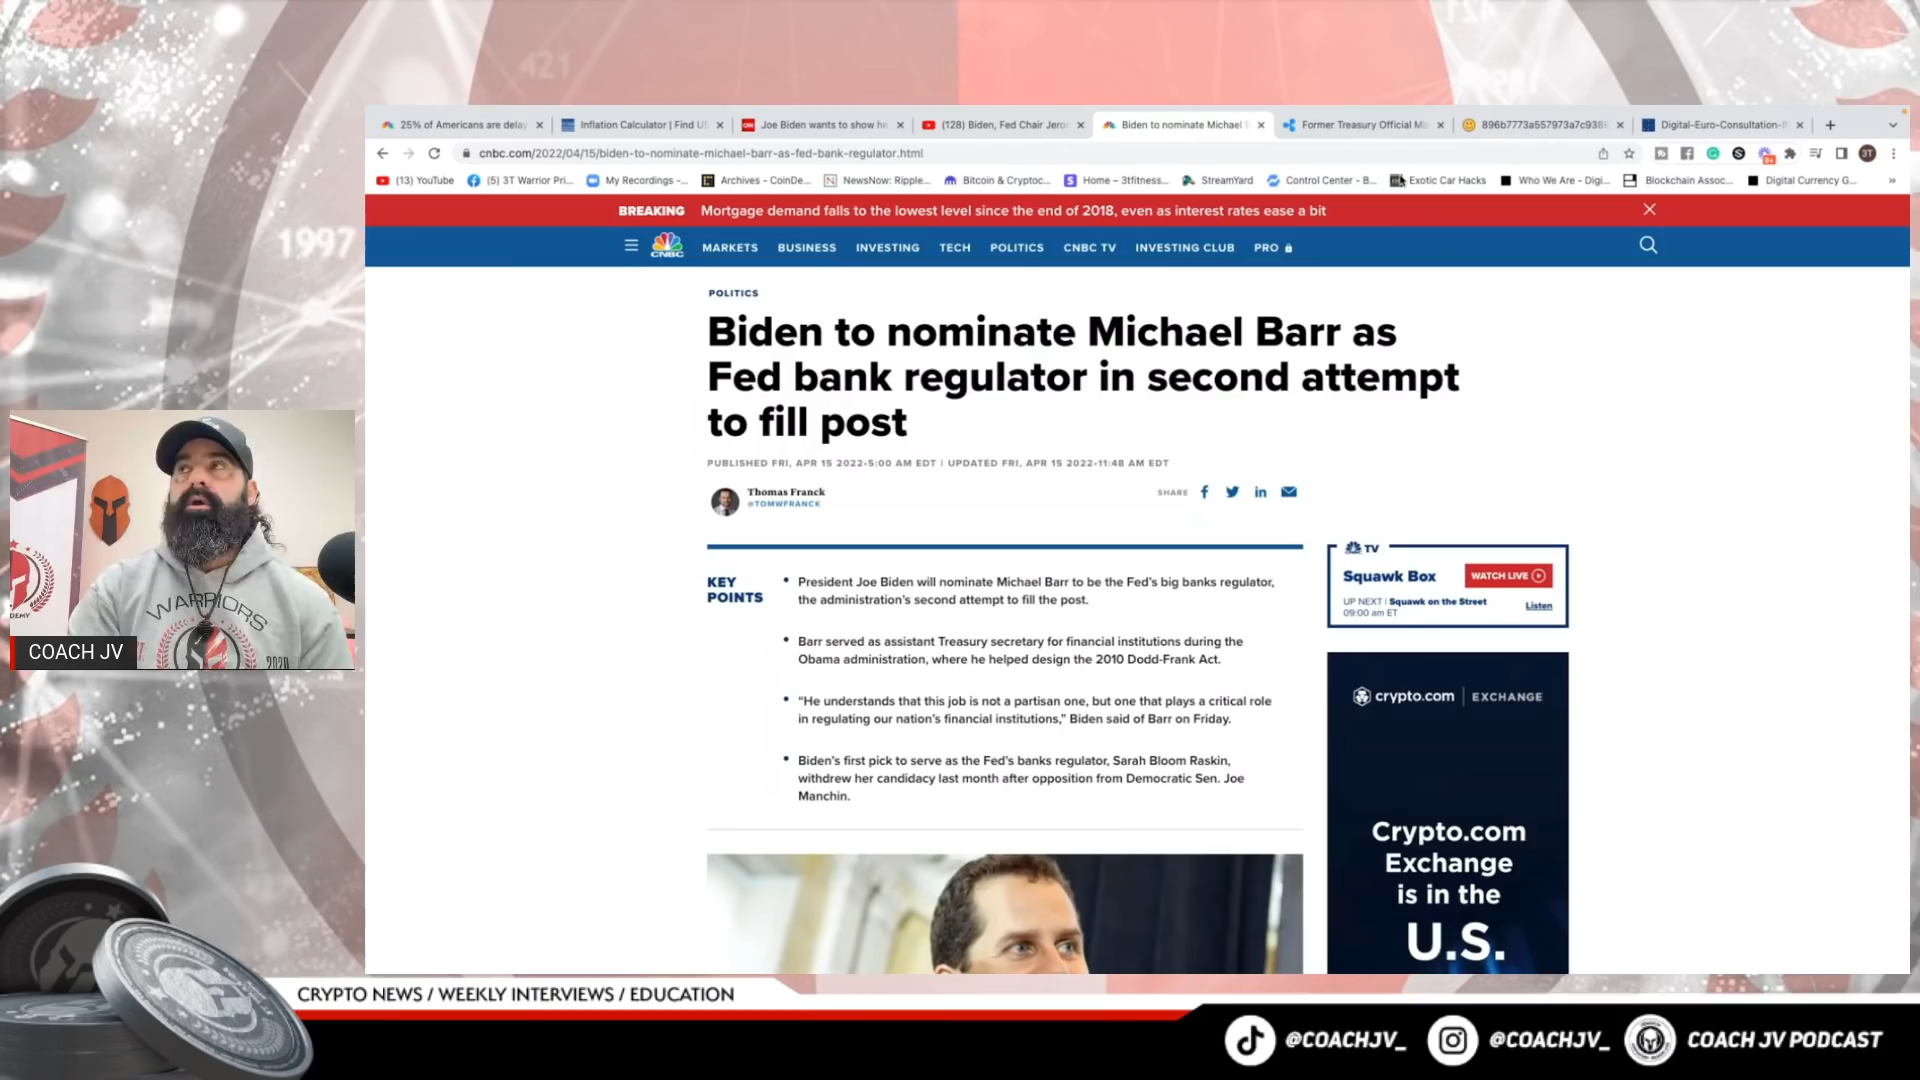 421
421
1997
25% of Americans are delay
Inflation Calculator | Find US
Joe Biden wants to show he
(128) Biden, Fed Chair Jeror
Biden to nominate Michael B
Former Treasury Official Mi
896b7773a557973a7c9386
Digital-Euro-Consultation-
cnbc.com/2022/04/15/biden-to-nominate-michael-barr-as-fed-bank-regulator.html
3T
(13) YouTube
(5) 3T Warrior Pri...
My Recordings -...
Archives - CoinDe...
NewsNow: Ripple...
Bitcoin & Cryptoc...
Home – 3tfitness...
StreamYard
Control Center - B...
Exotic Car Hacks
Who We Are - Digi...
Blockchain Assoc...
Digital Currency G...
BREAKING Mortgage demand falls to the lowest level since the end of 2018, even as interest rates ease a bit
CNBC
MARKETS BUSINESS INVESTING TECH POLITICS CNBC TV INVESTING CLUB PRO
POLITICS
Biden to nominate Michael Barr as
Fed bank regulator in second attempt
to fill post
PUBLISHED FRI, APR 15 2022•5:00 AM EDT | UPDATED FRI, APR 15 2022•11:48 AM EDT
Thomas Franck
@TOMWFRANCK
SHARE
KEY
POINTS
• President Joe Biden will nominate Michael Barr to be the Fed's big banks regulator,
the administration's second attempt to fill the post.
• Barr served as assistant Treasury secretary for financial institutions during the
Obama administration, where he helped design the 2010 Dodd-Frank Act.
• “He understands that this job is not a partisan one, but one that plays a critical role
in regulating our nation's financial institutions,” Biden said of Barr on Friday.
• Biden's first pick to serve as the Fed's banks regulator, Sarah Bloom Raskin,
withdrew her candidacy last month after opposition from Democratic Sen. Joe
Manchin.
TV
Squawk Box
WATCH LIVE
UP NEXT | Squawk on the Street
09:00 am ET
Listen
crypto.com | EXCHANGE
Crypto.com
Exchange
is in the
U.S.
WARRIORS
2020
COACH JV
CRYPTO NEWS / WEEKLY INTERVIEWS / EDUCATION
@COACHJV_
@COACHJV_
COACH JV PODCAST